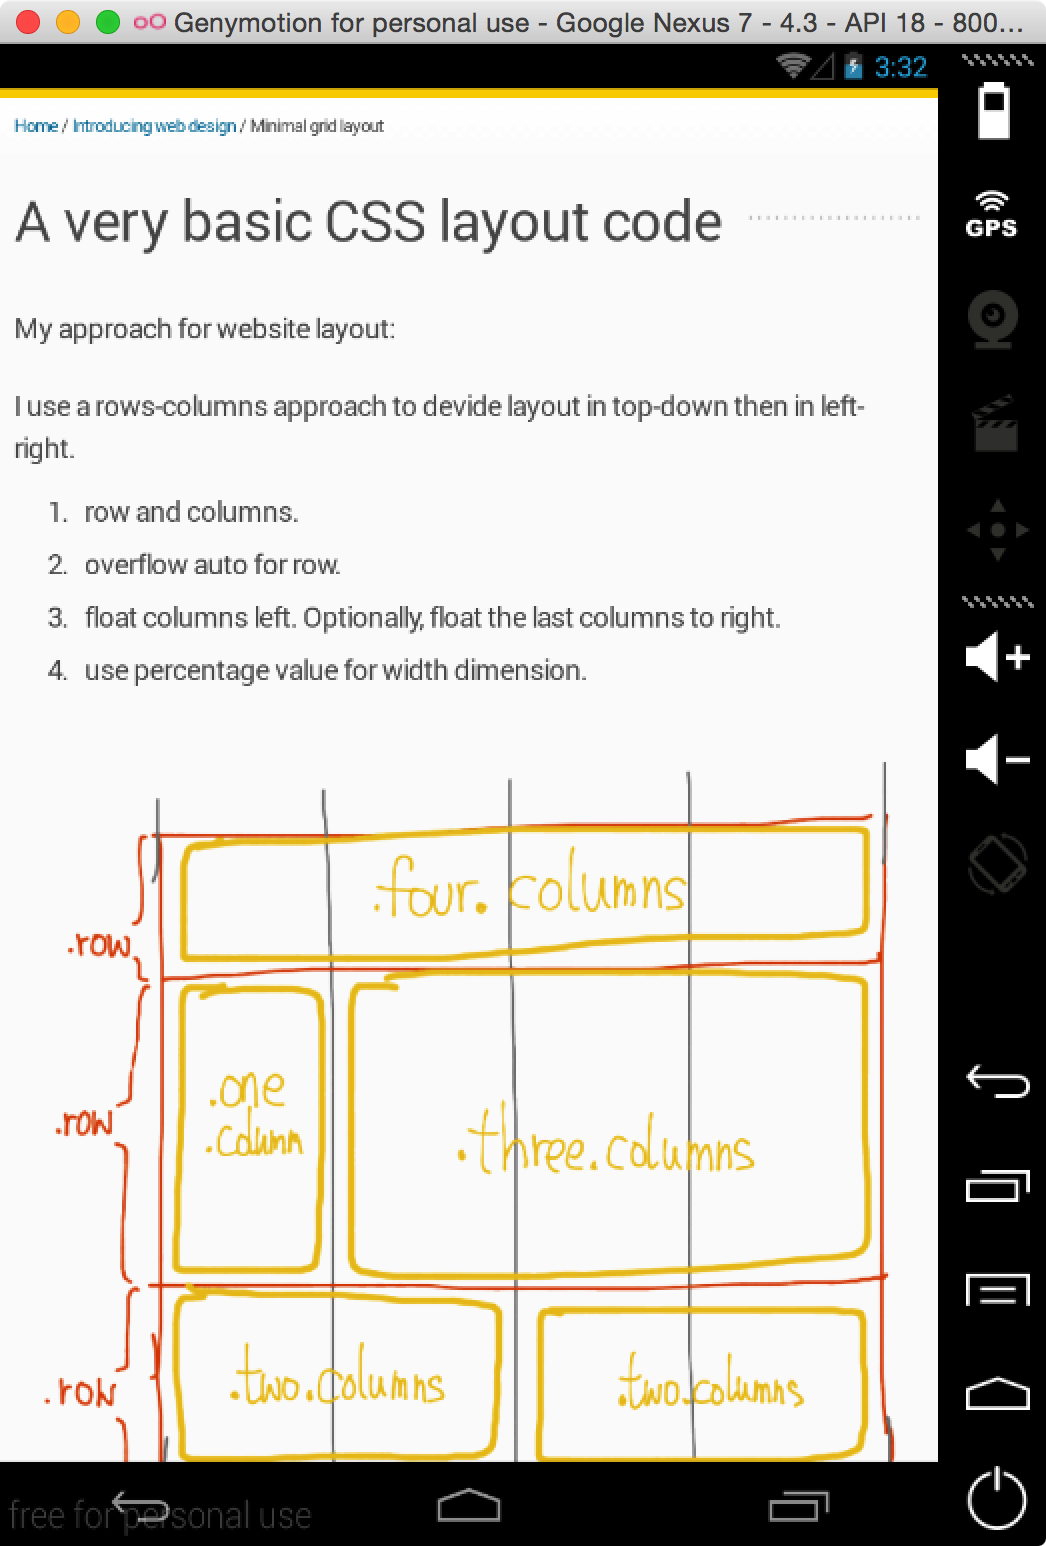 Genymotion for personal use - Google Nexus 7 - 4.3 - API 18 - 800...
3:32
Home / Introducing web design / Minimal grid layout
GPS
A very basic CSS layout code
My approach for website layout:
I use a rows-columns approach to devide layout in top-down then in left-
right.
1. row and columns.
2. overflow auto for row.
3. float columns left. Optionally, float the last columns to right.
4. use percentage value for width dimension.
.four. columns
.row
.one
.column
.three.columns
.row
.two.columns
.two.columns
.row
free for personal use